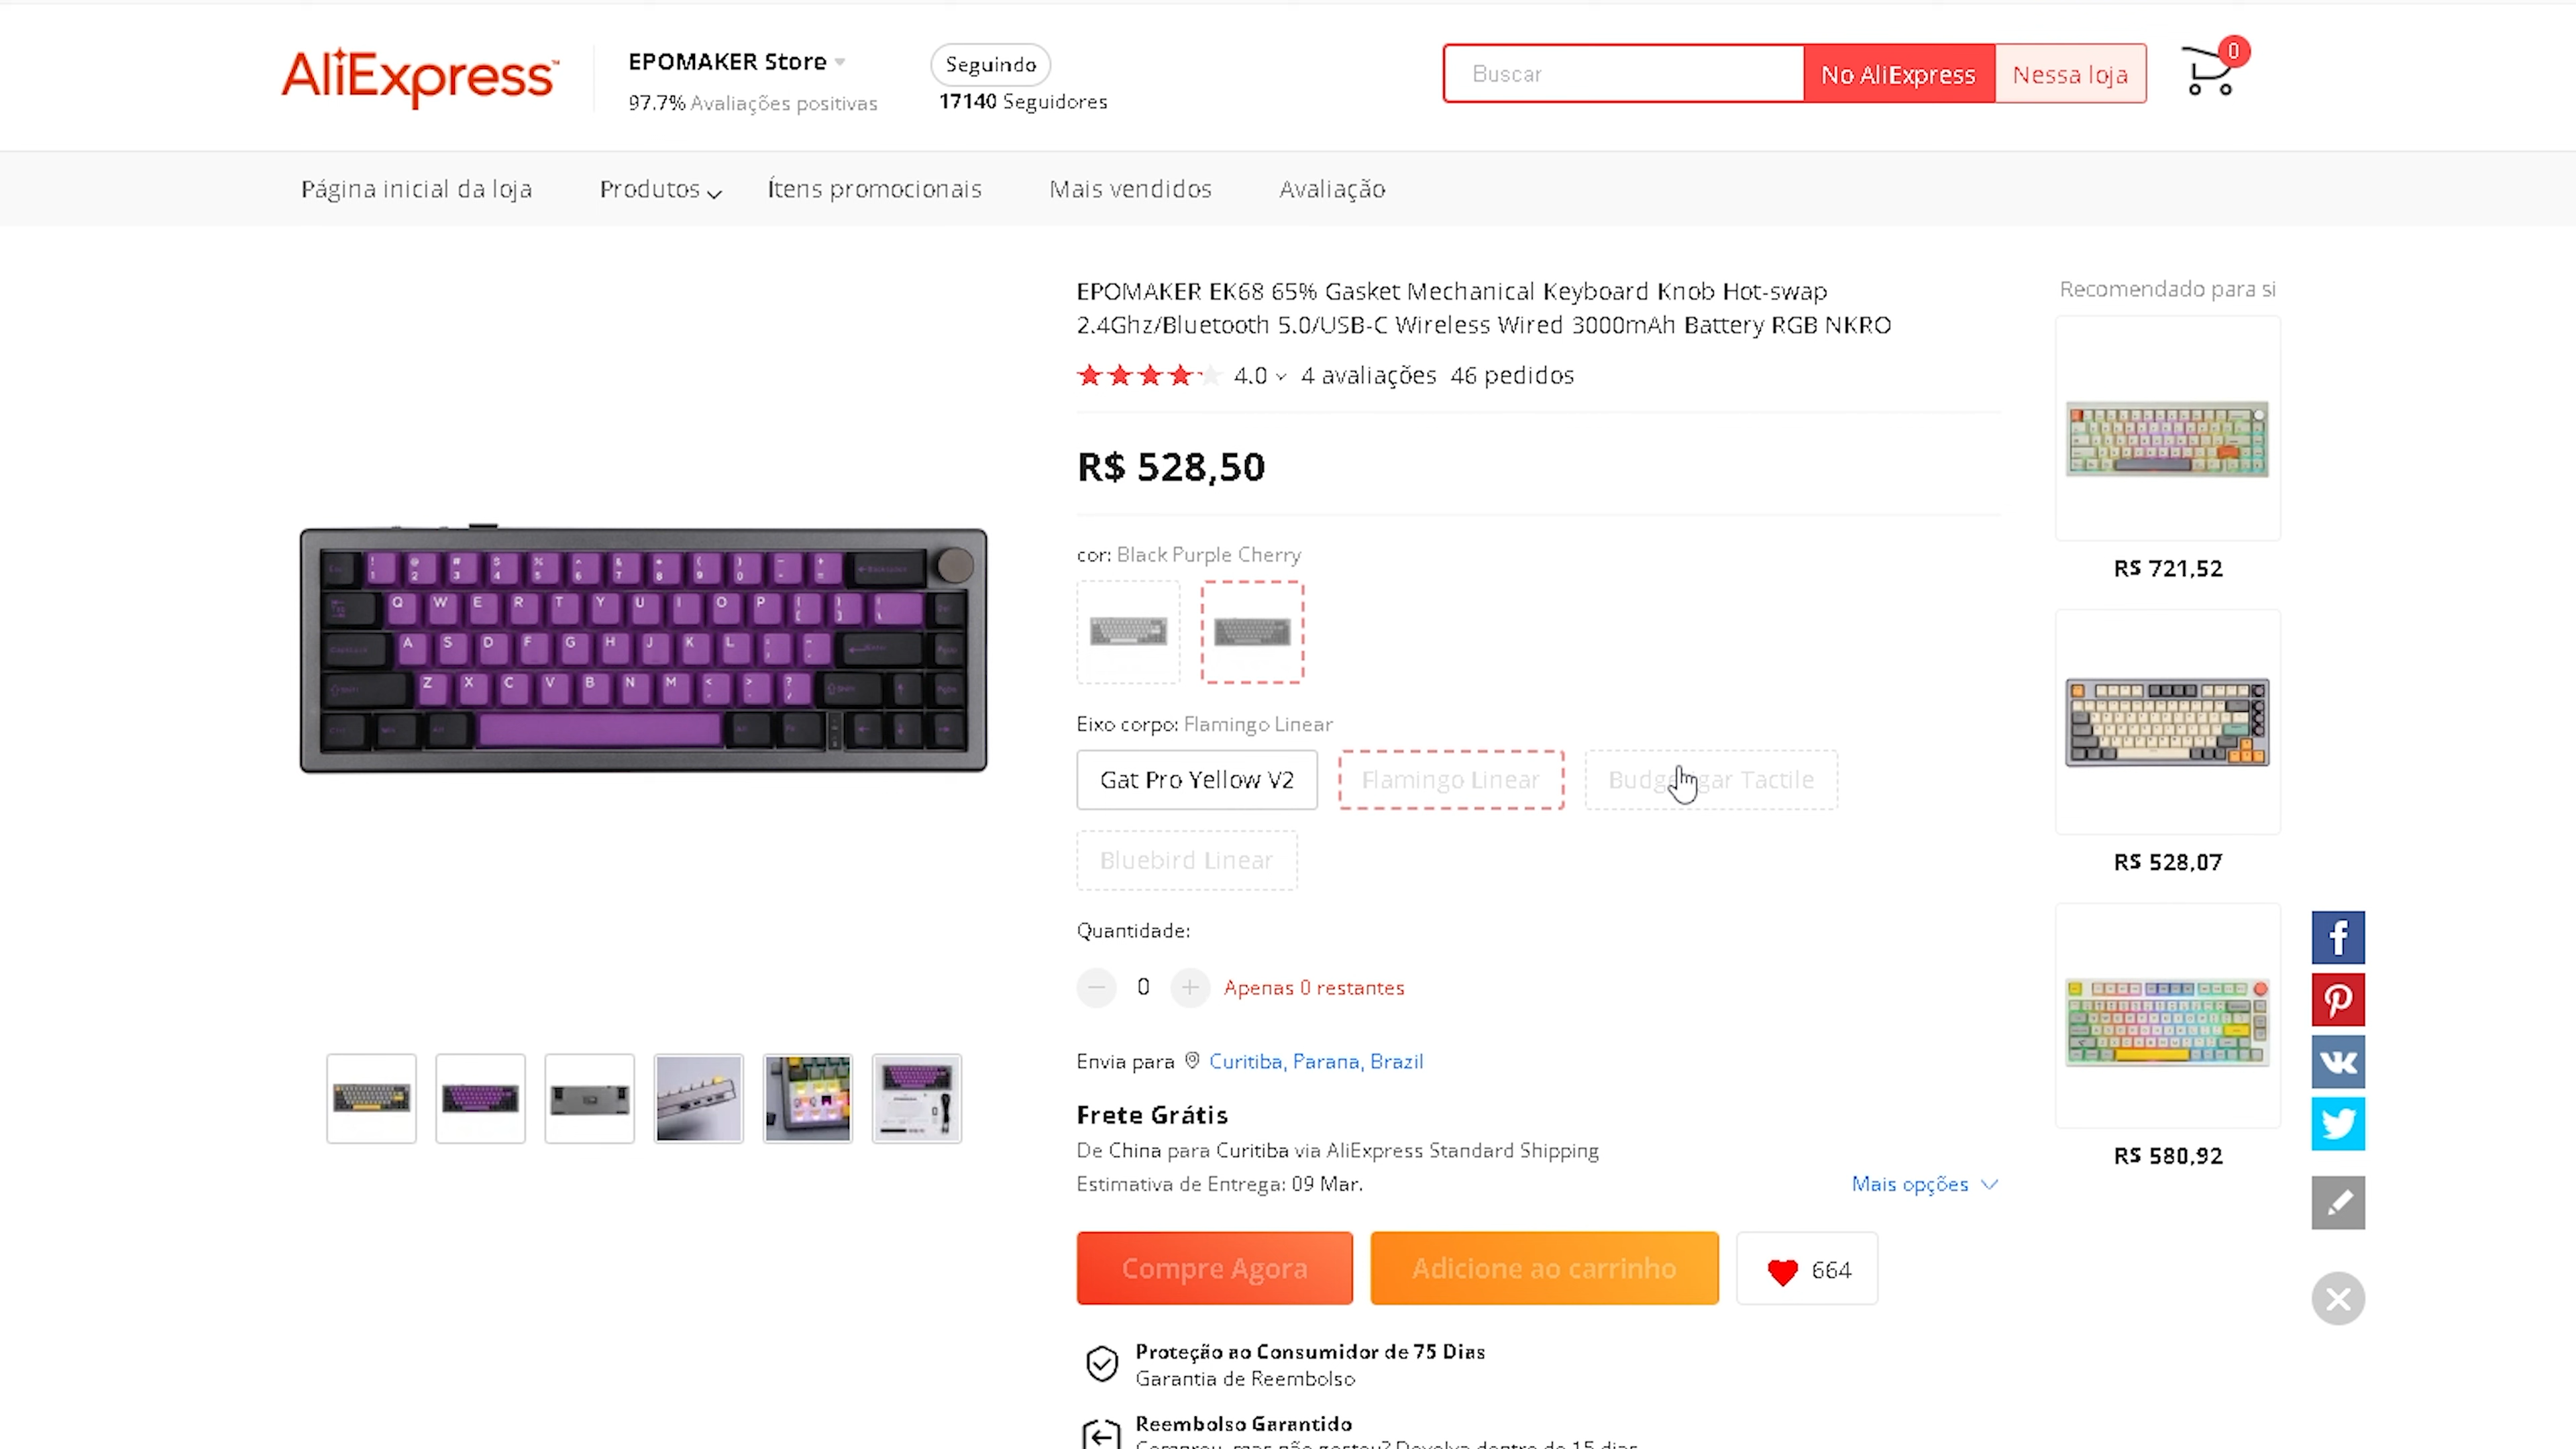 AliExpress
EPOMAKER Store
97.7% Avaliações positivas
Seguindo
17140 Seguidores
Buscar
No AliExpress
Nessa loja
0
Página inicial da loja
Produtos
Ítens promocionais
Mais vendidos
Avaliação
EPOMAKER EK68 65% Gasket Mechanical Keyboard Knob Hot-swap
2.4Ghz/Bluetooth 5.0/USB-C Wireless Wired 3000mAh Battery RGB NKRO
4.0 4 avaliações 46 pedidos
R$ 528,50
cor: Black Purple Cherry
Eixo corpo: Flamingo Linear
Gat Pro Yellow V2
Flamingo Linear
Tactile
Bluebird Linear
Quantidade:
0
Apenas 0 restantes
Envia para Curitiba, Parana, Brazil
Frete Grátis
De China para Curitiba via AliExpress Standard Shipping
Estimativa de Entrega: 09 Mar.
Mais opções
Compre Agora
Adicione ao carrinho
664
Proteção ao Consumidor de 75 Dias
Garantia de Reembolso
Reembolso Garantido
Recomendado para si
R$ 721,52
R$ 528,07
R$ 580,92
Q W E R T Y U I O P
A S D F G H J K L
Z X C V B N M